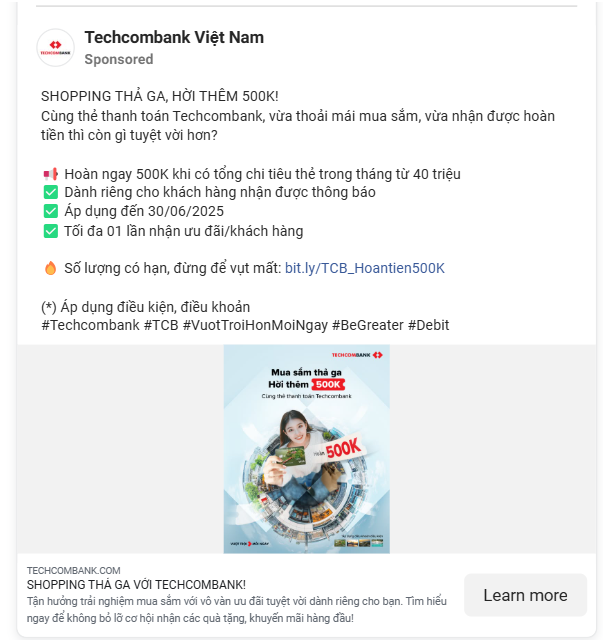 Techcombank Việt Nam
TECHCOMBANK
Sponsored
SHOPPING THẢ GA, HỜI THÊM 500K!
Cùng thẻ thanh toán Techcombank, vừa thoải mái mua sắm, vừa nhận được hoàn
tiền thì còn gì tuyệt vời hơn?
Hoàn ngay 500K khi có tổng chi tiêu thẻ trong tháng từ 40 triệu
Dành riêng cho khách hàng nhận được thông báo
Áp dụng đến 30/06/2025
Tối đa 01 lần nhận ưu đãi/khách hàng
Số lượng có hạn, đừng để vụt mất: bit.ly/TCB_Hoantien500K
(*) Áp dụng điều kiện, điều khoản
#Techcombank #TCB #VuotTroiHonMoiNgay #BeGreater #Debit
TECHCOMBANK
Mua sắm thả ga
Hời thêm 500K
Cùng thẻ thanh toán Techcombank
Hoàn 500K
VƯỢT TRỘI HƠN MỖI NGÀY
TECHCOMBANK.COM
SHOPPING THẢ GA VỚI TECHCOMBANK!
Tận hưởng trải nghiệm mua sắm với vô vàn ưu đãi tuyệt vời dành riêng cho bạn. Tìm hiểu
ngay để không bỏ lỡ cơ hội nhận các quà tặng, khuyến mãi hàng đầu!
Learn more